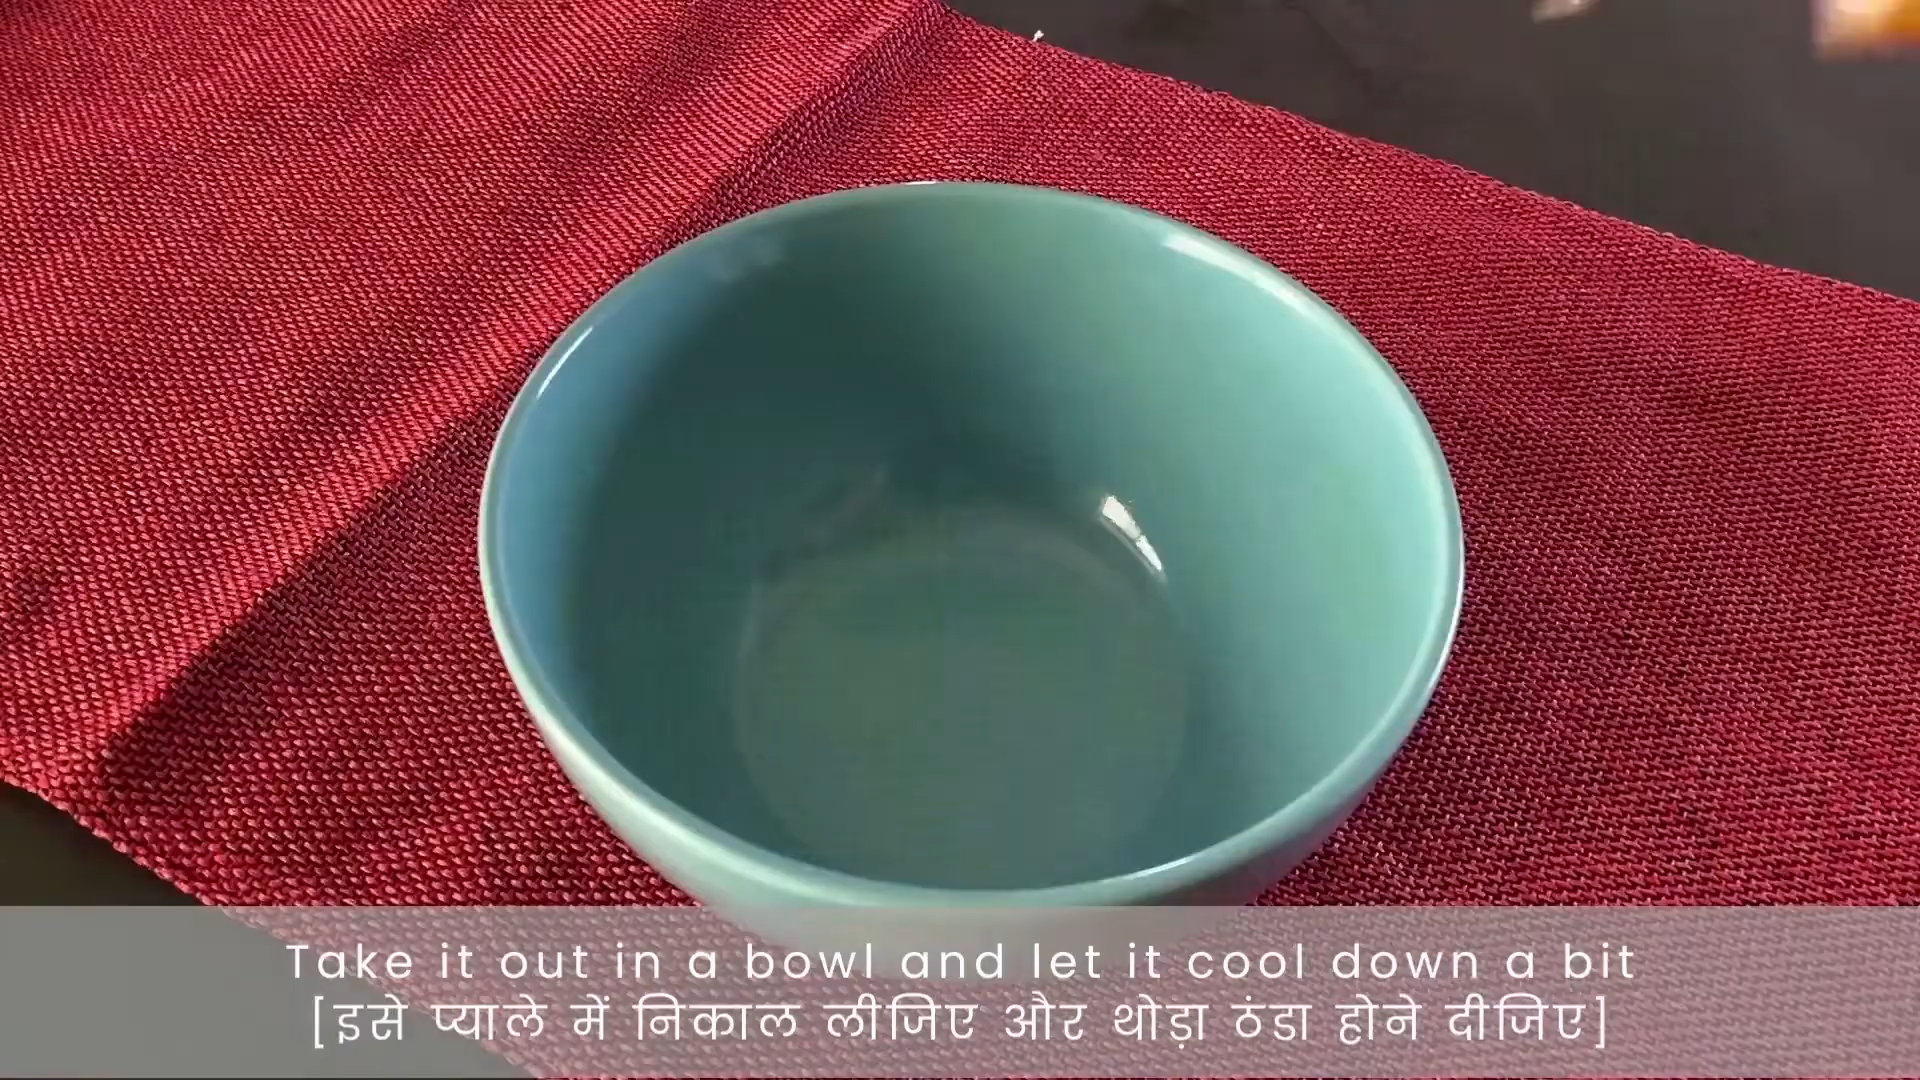 Take it out in a bowl and let it cool down a bit
[इसे प्याले में निकाल लीजिए और थोड़ा ठंडा होने दीजिए]